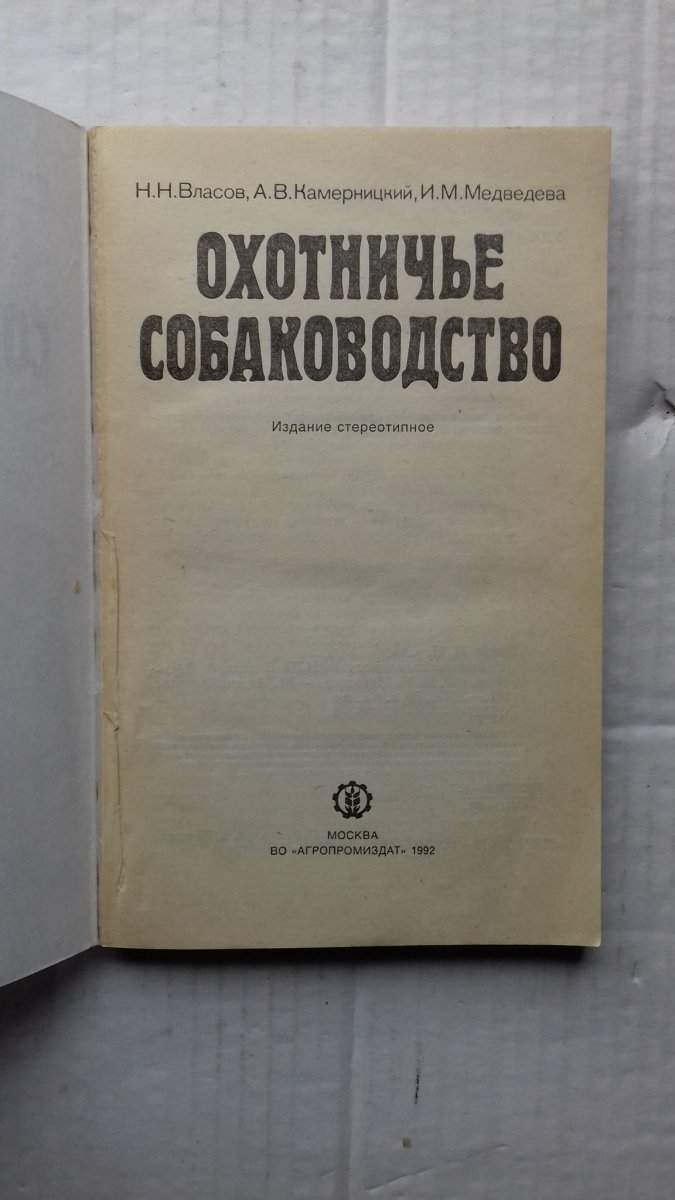 Н.Н.Власов, А.В.Камерницкий, И.М.Медведева
ОХОТНИЧЬЕ
СОБАКОВОДСТВО
Издание стереотипное
МОСКВА
ВО «АГРОПРОМИЗДАТ» 1992